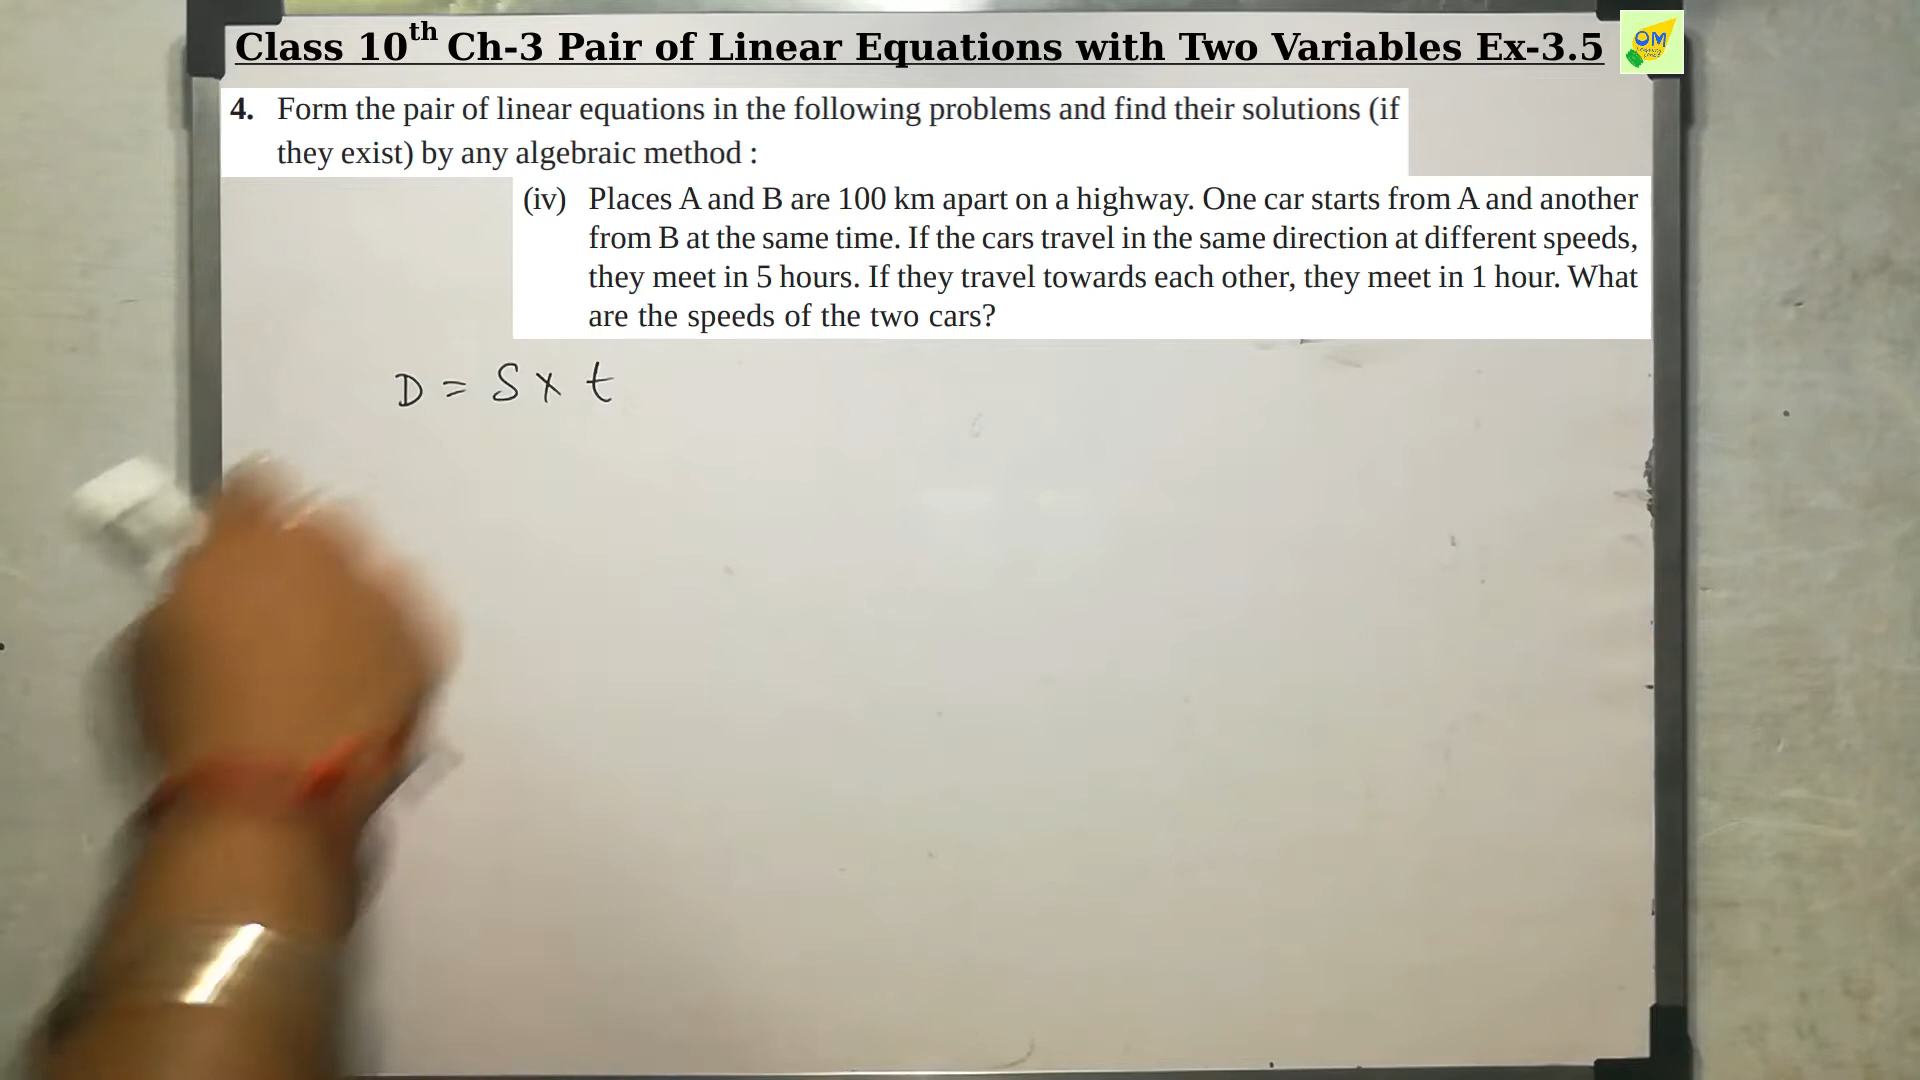 Class 10th Ch-3 Pair of Linear Equations with Two Variables Ex-3.5
OM
4. Form the pair of linear equations in the following problems and find their solutions (if
they exist) by any algebraic method :
(iv) Places A and B are 100 km apart on a highway. One car starts from A and another
from B at the same time. If the cars travel in the same direction at different speeds,
they meet in 5 hours. If they travel towards each other, they meet in 1 hour. What
are the speeds of the two cars?
D = S x t